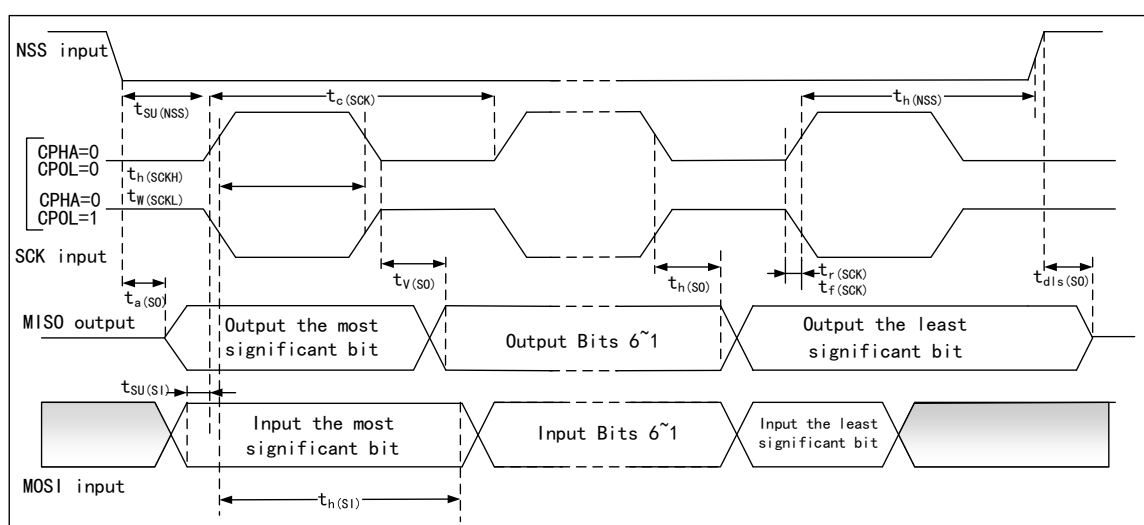 NSS input
tSU(NSS)
tc(SCK)
th(NSS)
CPHA=0
CPOL=0
th(SCKH)
CPHA=0
tW(SCKL)
CPOL=1
SCK input
ta(SO)
tV(SO)
th(SO)
tr(SCK)
tf(SCK)
tdls(SO)
MISO output
Output the most
significant bit
Output Bits 6~1
Output the least
significant bit
tSU(SI)
Input the most
significant bit
Input Bits 6~1
Input the least
significant bit
MOSI input
th(SI)